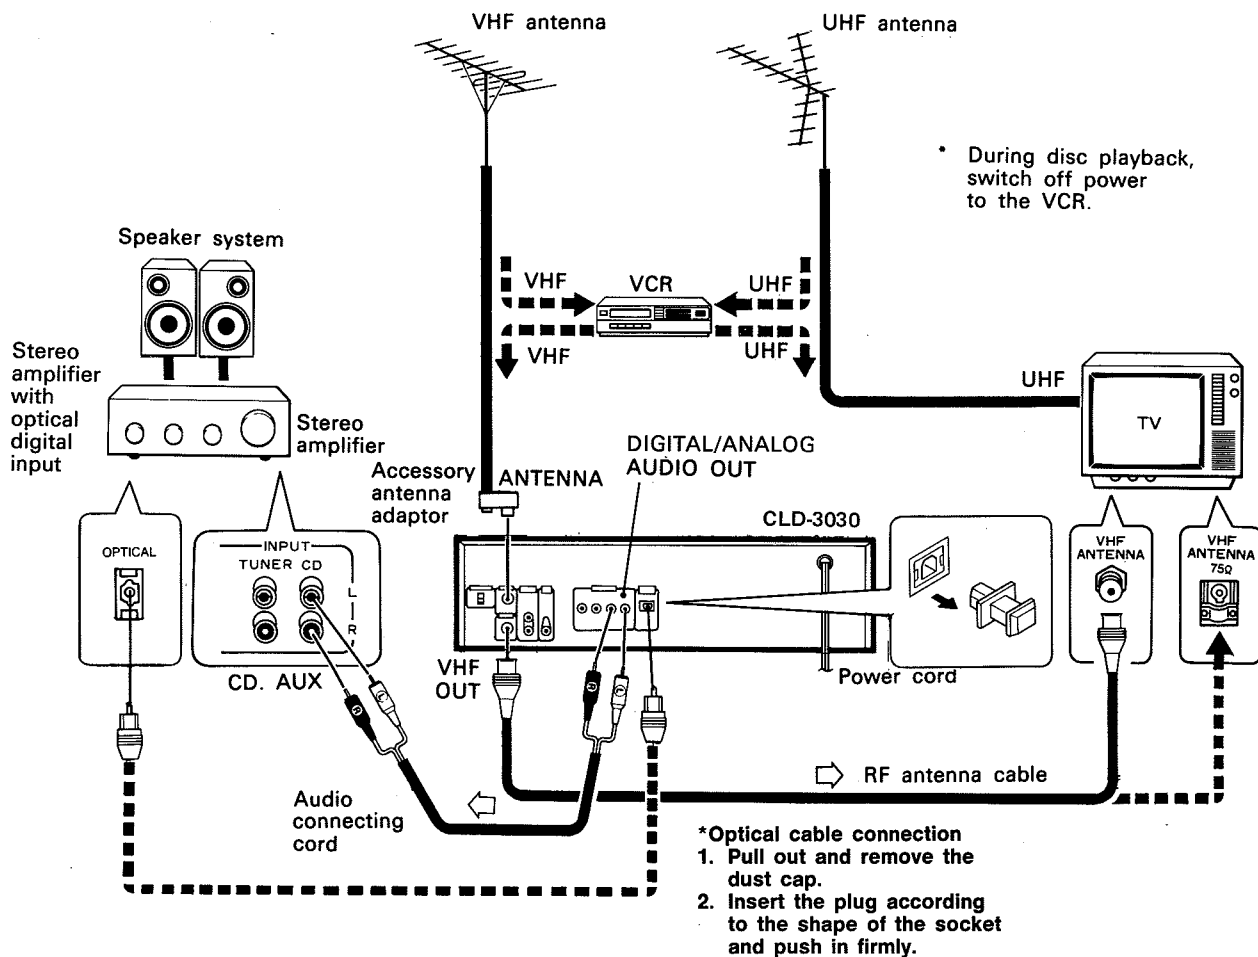 VHF antenna
UHF antenna
* During disc playback,
switch off power
to the VCR.
Speaker system
VHF
VCR
UHF
VHF
UHF
Stereo
amplifier
with
optical
digital
input
Stereo
amplifier
UHF
TV
DIGITAL/ANALOG
AUDIO OUT
Accessory
antenna
adaptor
ANTENNA
CLD-3030
OPTICAL
INPUT
TUNER CD
L
R
CD. AUX
VHF
ANTENNA
VHF
ANTENNA
75Ω
VHF
OUT
Power cord
R
L
R
L
RF antenna cable
Audio
connecting
cord
*Optical cable connection
1. Pull out and remove the
dust cap.
2. Insert the plug according
to the shape of the socket
and push in firmly.